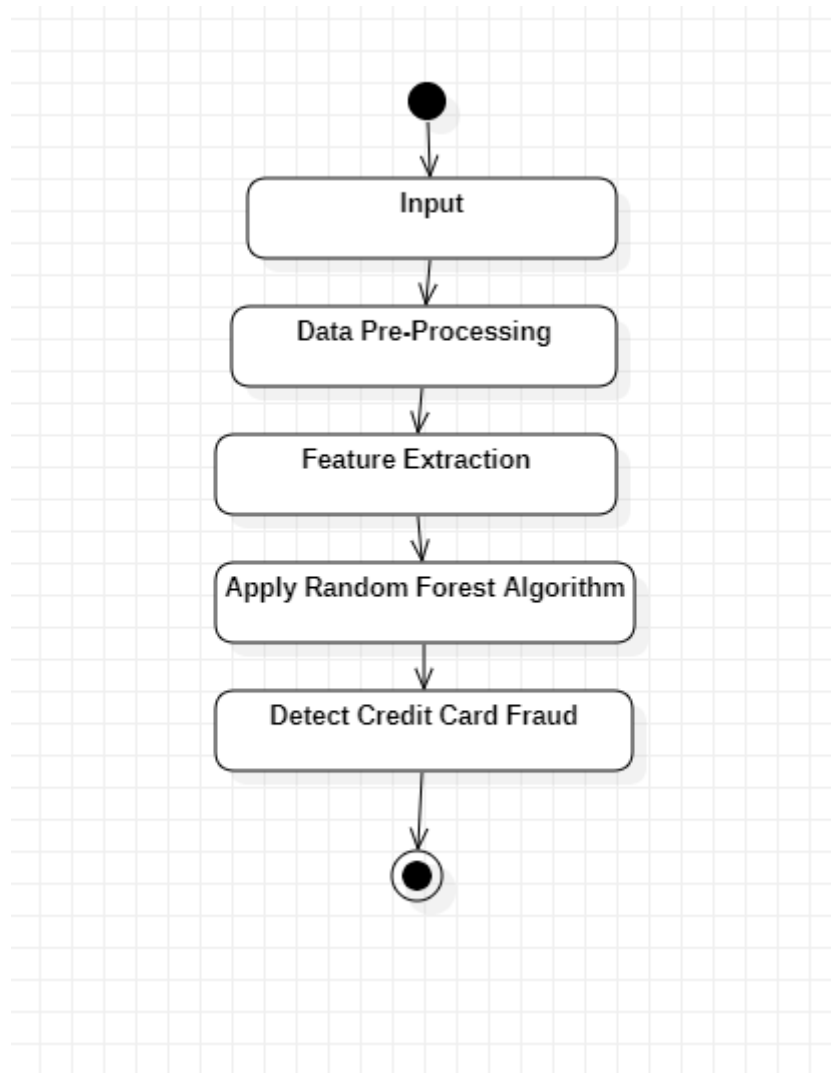 Input
Data Pre-Processing
Feature Extraction
Apply Random Forest Algorithm
Detect Credit Card Fraud